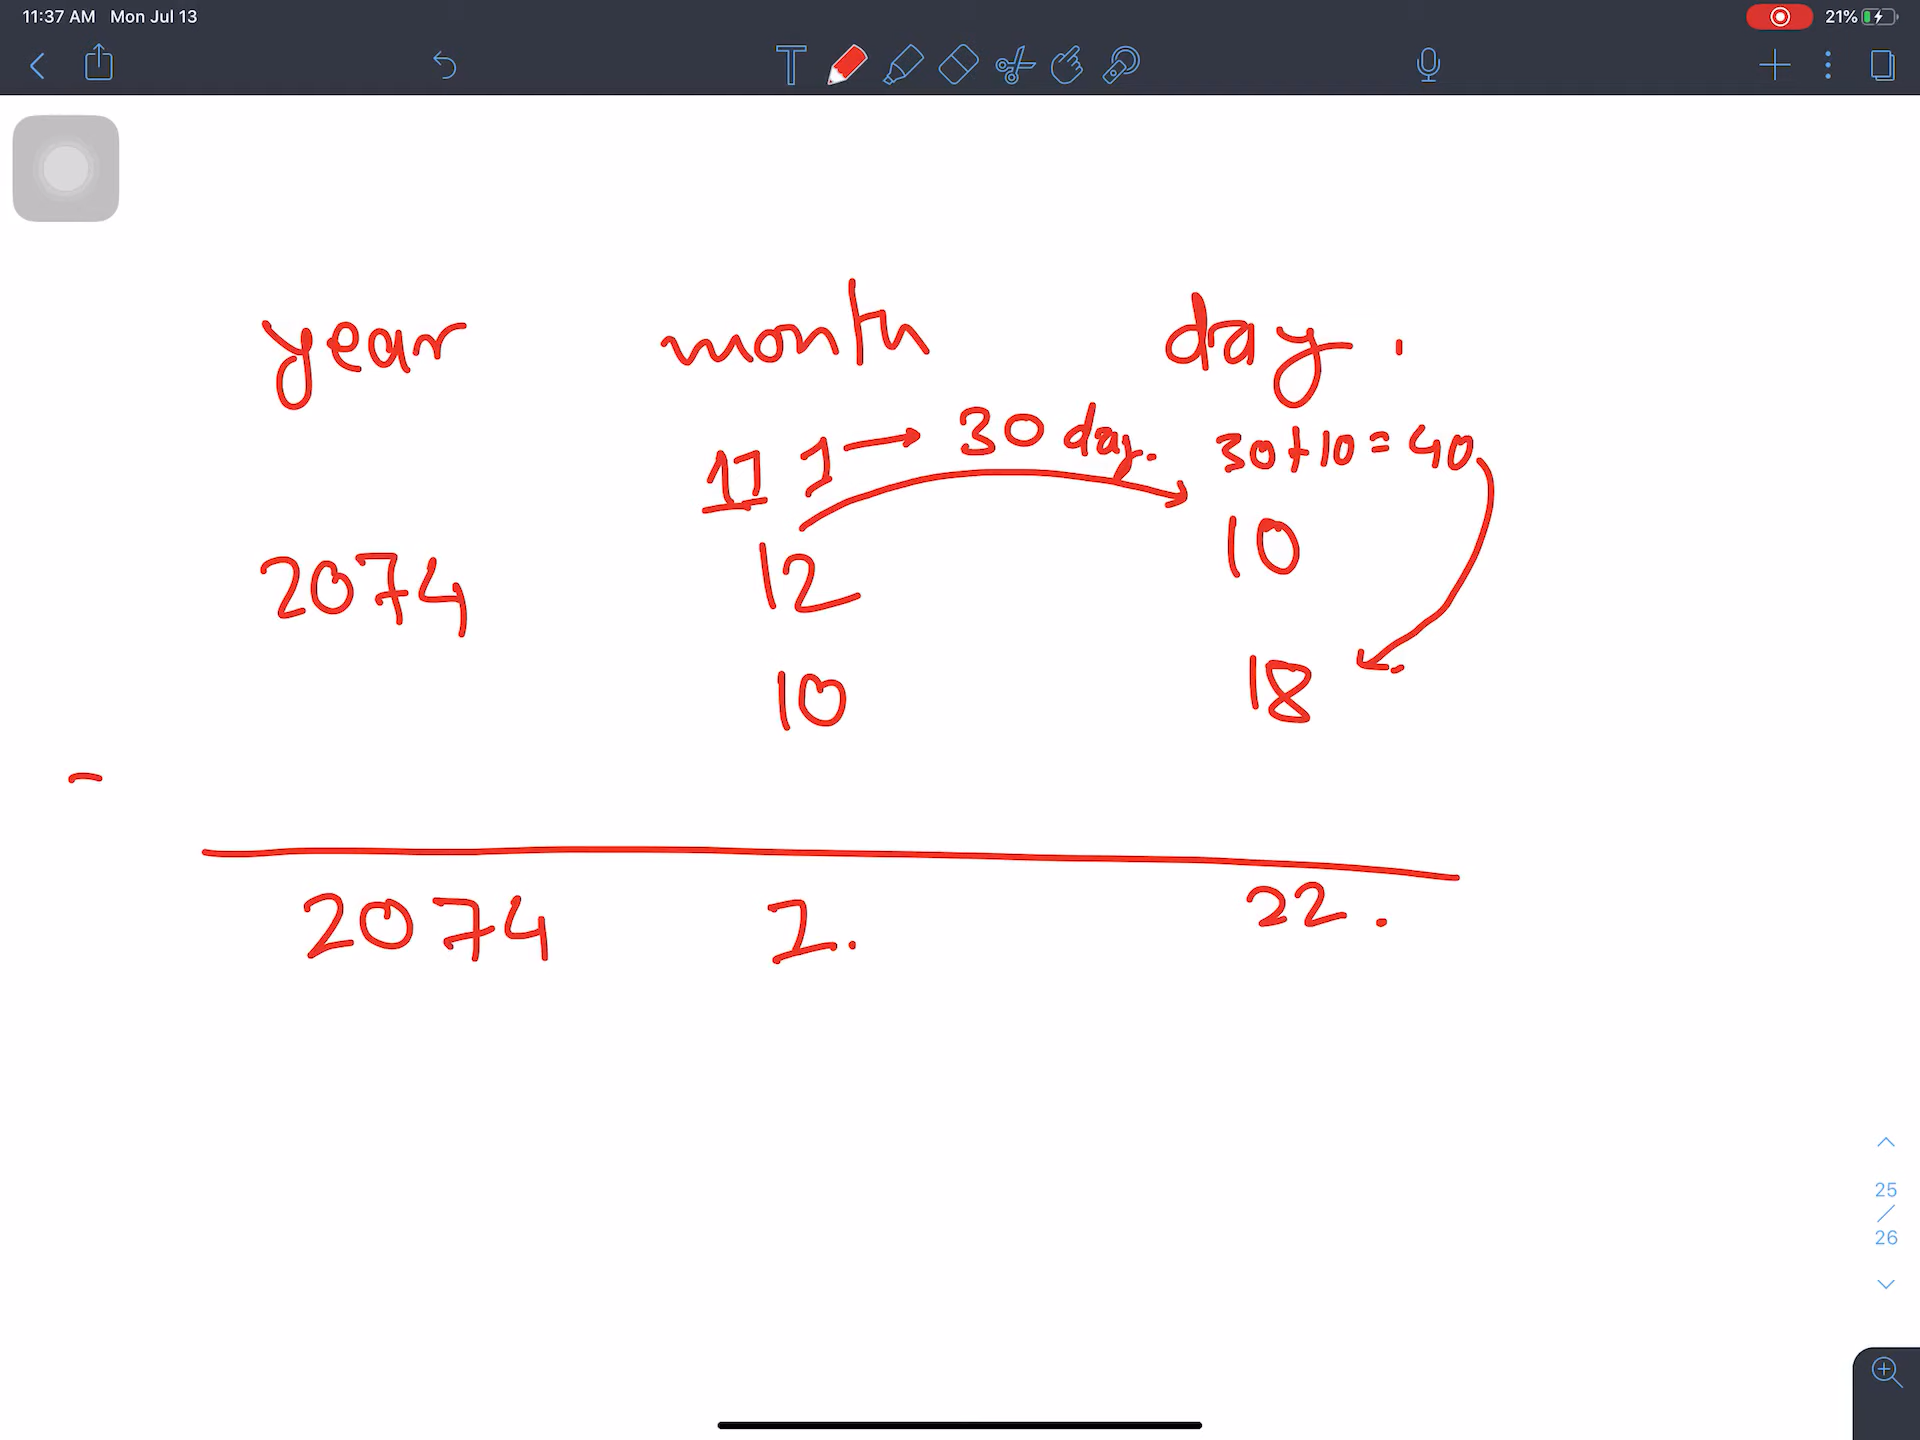 11:37 AM Mon Jul 13 21%
T
year month day.
11 1 → 30 day. 30+10=40
2074 12 10
10 18
-
2074 1. 22.
25
/
26